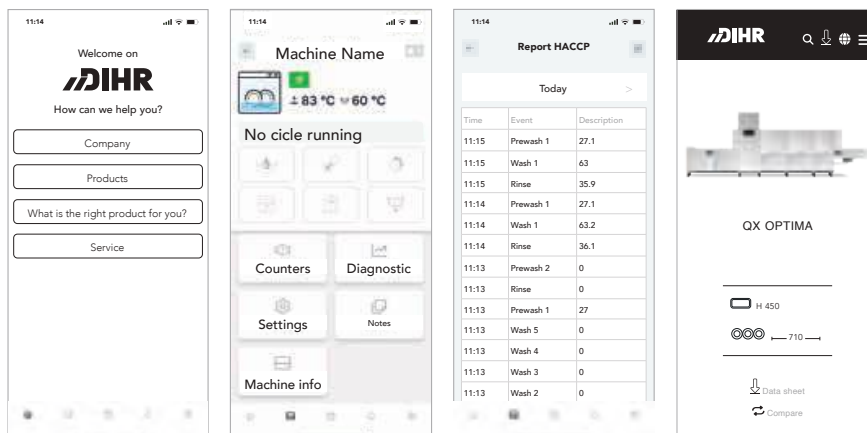 11:14
Welcome on
DIHR
How can we help you?
Company
Products
What is the right product for you?
Service
11:14
Machine Name
83 °C 60 °C
No cicle running
Counters
Diagnostic
Settings
Notes
Machine info
11:14
Report HACCP
Today >
Time Event Description
11:15 Prewash 1 27.1
11:15 Wash 1 63
11:15 Rinse 35.9
11:14 Prewash 1 27.1
11:14 Wash 1 63.2
11:14 Rinse 36.1
11:13 Prewash 2 0
11:13 Rinse 0
11:13 Prewash 1 27
11:13 Wash 5 0
11:13 Wash 4 0
11:13 Wash 3 0
11:13 Wash 2 0
DIHR
QX OPTIMA
H 450
710
Data sheet
Compare